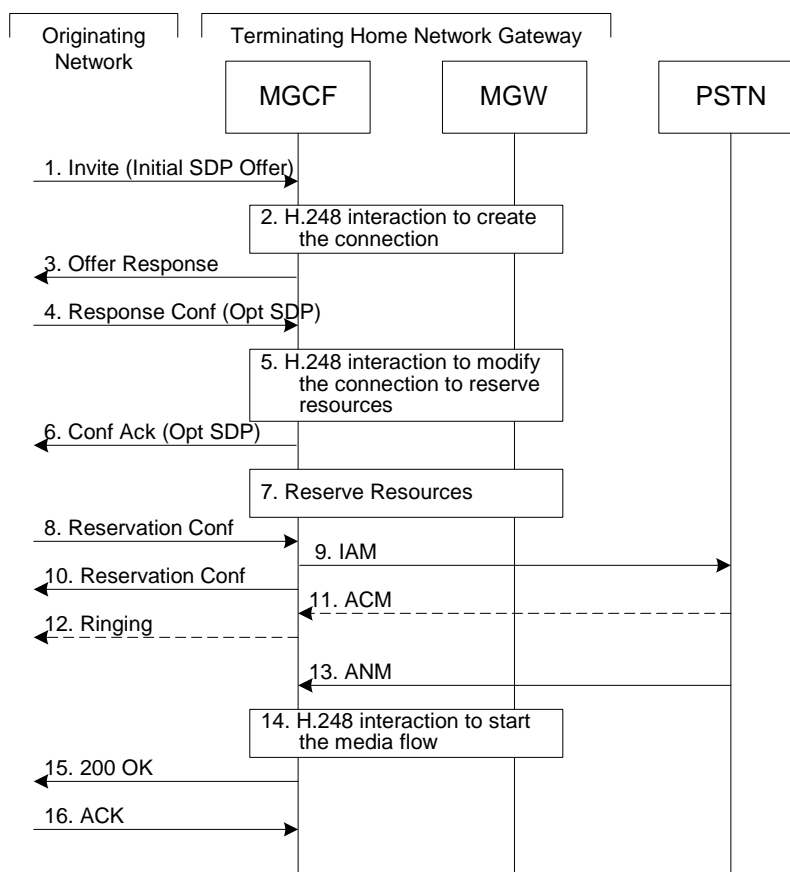 Originating
Network
Terminating Home Network Gateway
MGCF
MGW
PSTN
1. Invite (Initial SDP Offer)
2. H.248 interaction to create
the connection
3. Offer Response
4. Response Conf (Opt SDP)
5. H.248 interaction to modify
the connection to reserve
resources
6. Conf Ack (Opt SDP)
7. Reserve Resources
8. Reservation Conf
9. IAM
10. Reservation Conf
11. ACM
12. Ringing
13. ANM
14. H.248 interaction to start
the media flow
15. 200 OK
16. ACK